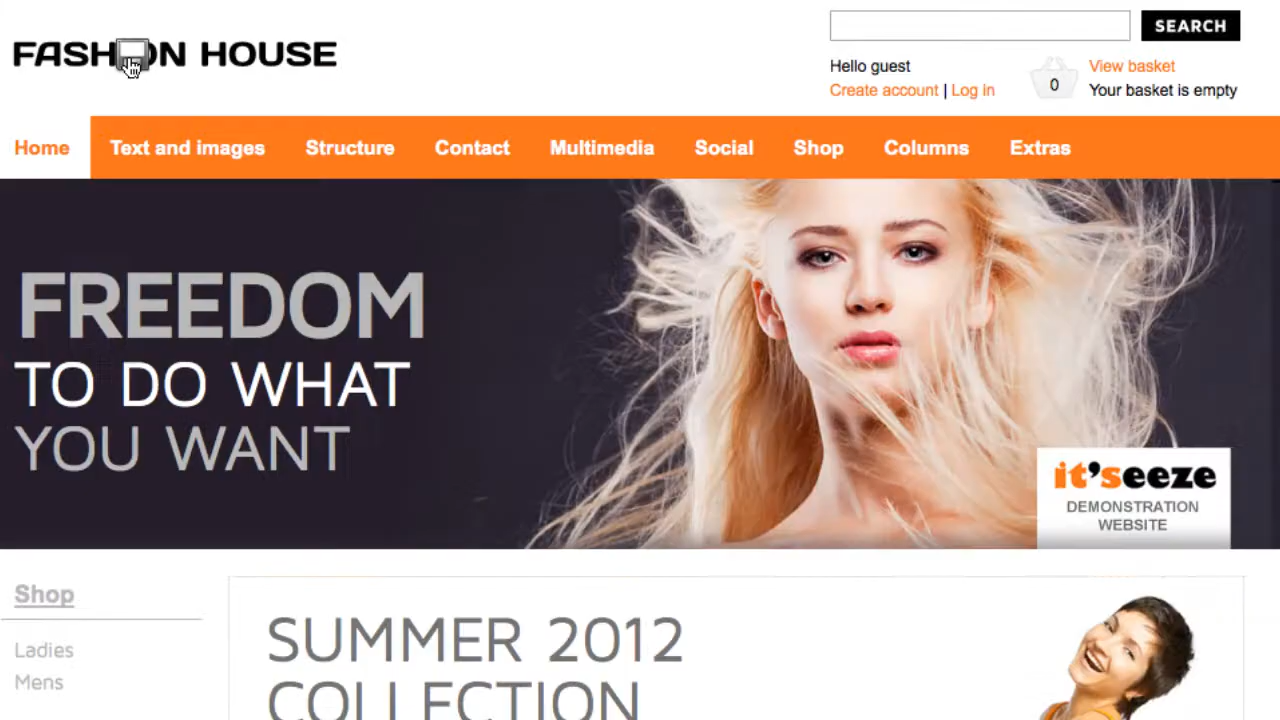 FASHION HOUSE
SEARCH
Hello guest
Create account | Log in
0
View basket
Your basket is empty
Home
Text and images
Structure
Contact
Multimedia
Social
Shop
Columns
Extras
FREEDOM
TO DO WHAT
YOU WANT
it'seeze
DEMONSTRATION
WEBSITE
Shop
Ladies
Mens
SUMMER 2012
COLLECTION